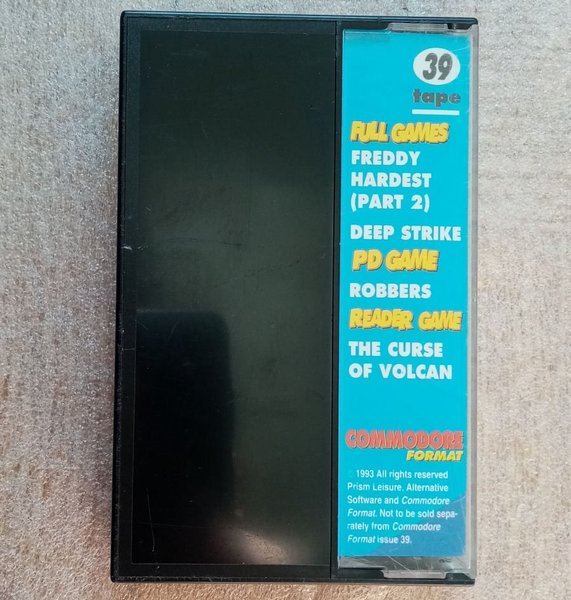 39
tape
FULL GAMES
FREDDY
HARDEST
(PART 2)
DEEP STRIKE
PD GAME
ROBBERS
READER GAME
THE CURSE
OF VOLCAN
COMMODORE
FORMAT
© 1993 All rights reserved
Prism Leisure, Alternative
Software and Commodore
Format. Not to be sold sepa-
rately from Commodore
Format issue 39.